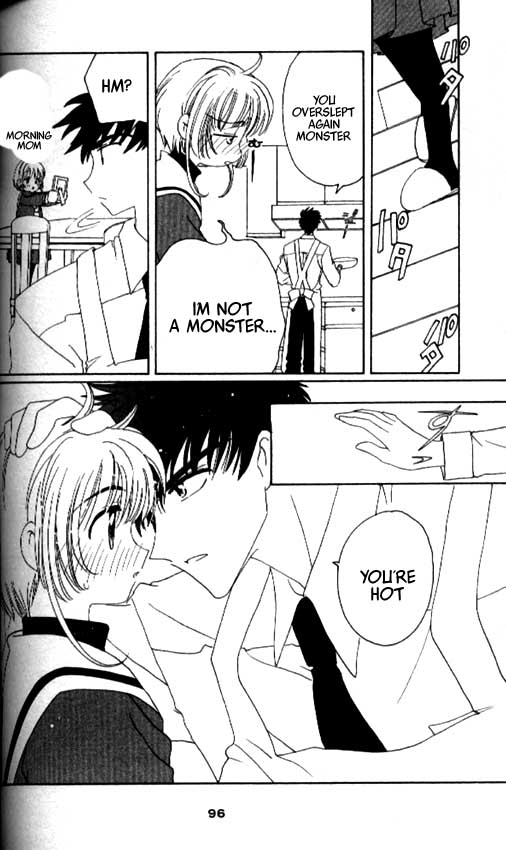 パタ
パタ
パタ
YOU
OVERSLEPT
AGAIN
MONSTER
IM NOT
A MONSTER...
HM?
MORNING
MOM
YOU'RE
HOT
96